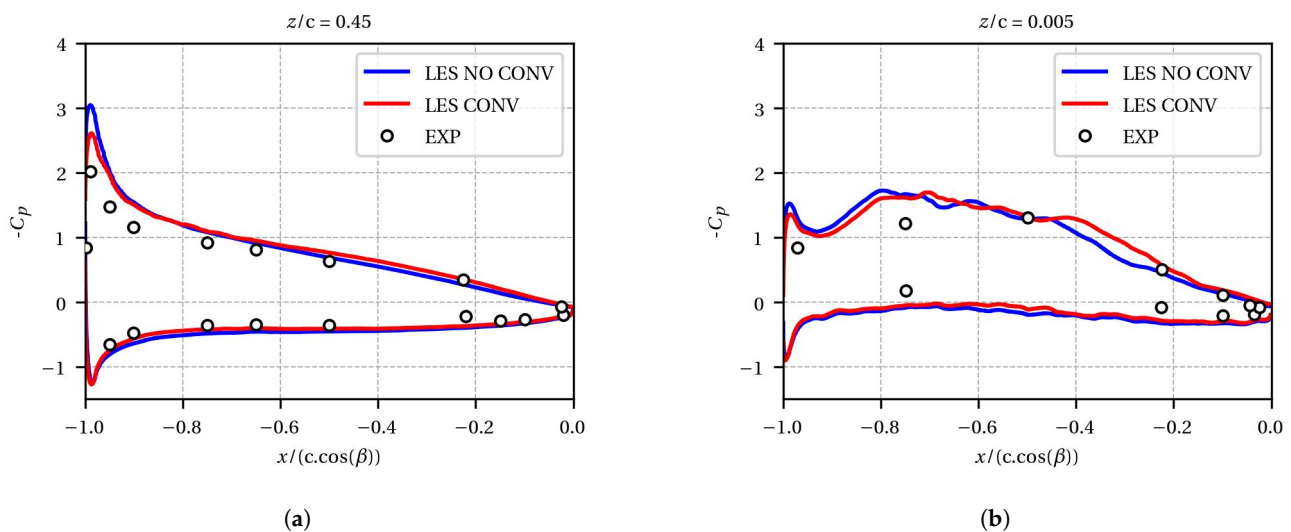 z/c = 0.45
4
3
2
1
0
−1
-Cp
LES NO CONV
LES CONV
EXP
−1.0 −0.8 −0.6 −0.4 −0.2 0.0
x/(c.cos(β))
(a)
z/c = 0.005
4
3
2
1
0
−1
-Cp
LES NO CONV
LES CONV
EXP
−1.0 −0.8 −0.6 −0.4 −0.2 0.0
x/(c.cos(β))
(b)